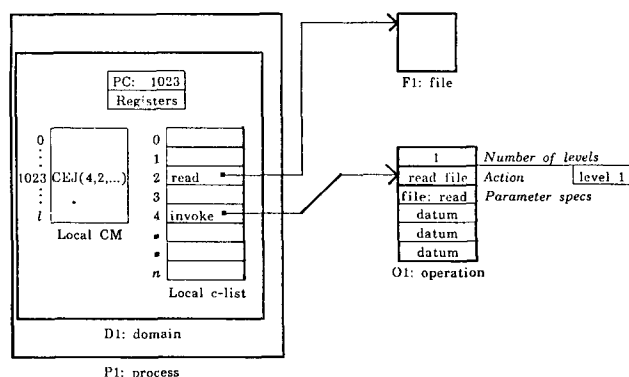 PC: 1023
Registers
0
1023
l
CEJ(4,2,...)
Local CM
0
1
2 read
3
4 invoke
n
Local c-list
D1: domain
P1: process
F1: file
1 Number of levels
read file Action level 1
file: read Parameter specs
datum
datum
datum
O1: operation